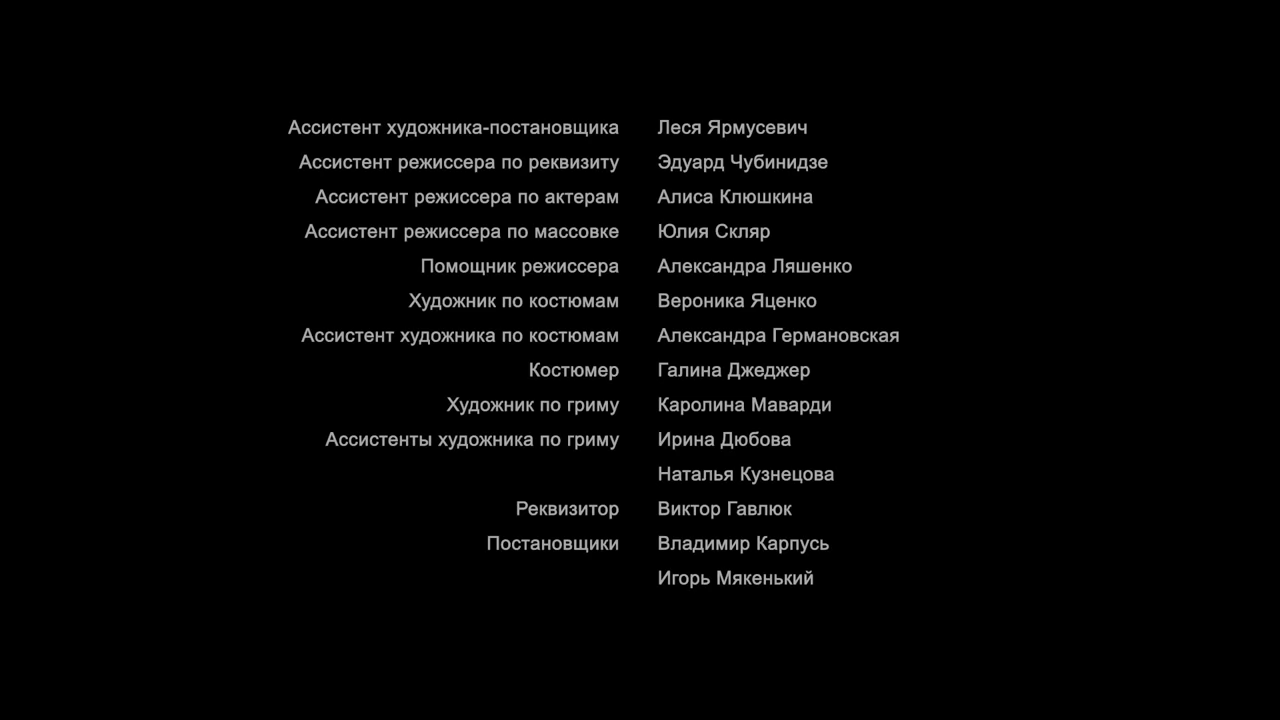 Ассистент художника-постановщика Леся Ярмусевич
Ассистент режиссера по реквизиту Эдуард Чубинидзе
Ассистент режиссера по актерам Алиса Клюшкина
Ассистент режиссера по массовке Юлия Скляр
Помощник режиссера Александра Ляшенко
Художник по костюмам Вероника Яценко
Ассистент художника по костюмам Александра Германовская
Костюмер Галина Джеджер
Художник по гриму Каролина Маварди
Ассистенты художника по гриму Ирина Дюбова
Наталья Кузнецова
Реквизитор Виктор Гавлюк
Постановщики Владимир Карпусь
Игорь Мякенький